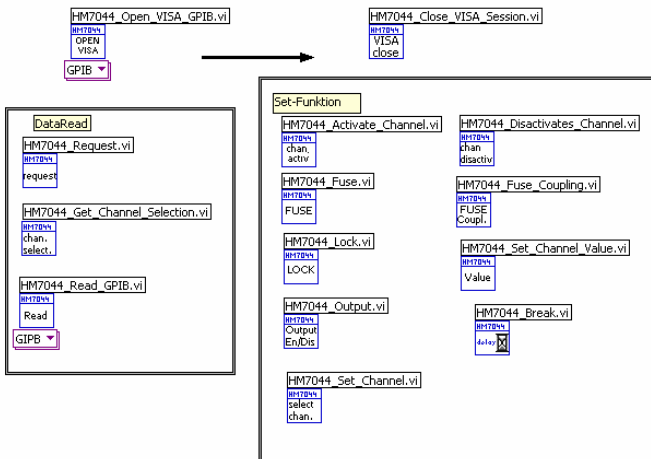 HM7044_Open_VISA_GPIB.vi
HM7044
OPEN
VISA
GPIB
HM7044_Close_VISA_Session.vi
HM7044
VISA
close
DataRead
HM7044_Request.vi
HM7044
request
HM7044_Get_Channel_Selection.vi
HM7044
chan.
select.
HM7044_Read_GPIB.vi
HM7044
Read
GIPB
Set-Funktion
HM7044_Activate_Channel.vi
HM7044
chan.
activ
HM7044_Disactivates_Channel.vi
HM7044
chan
disactiv
HM7044_Fuse.vi
HM7044
FUSE
HM7044_Fuse_Coupling.vi
HM7044
FUSE
Coupl.
HM7044_Lock.vi
HM7044
LOCK
HM7044_Set_Channel_Value.vi
HM7044
Value
HM7044_Output.vi
HM7044
Output
En/Dis
HM7044_Break.vi
HM7044
delay
HM7044_Set_Channel.vi
HM7044
select
chan.